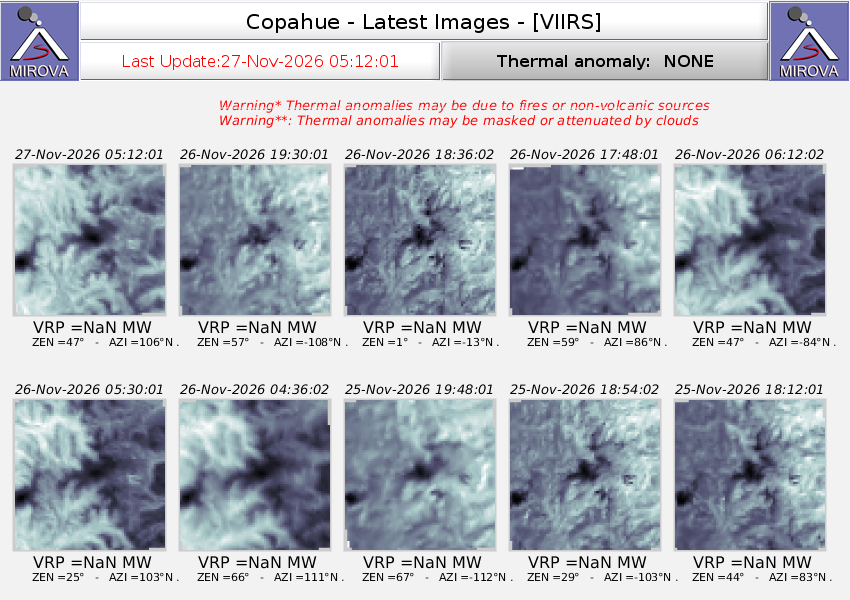 Copahue - Latest Images - [VIIRS]
MIROVA
Last Update:27-Nov-2026 05:12:01
Thermal anomaly: NONE
MIROVA
Warning* Thermal anomalies may be due to fires or non-volcanic sources
Warning**: Thermal anomalies may be masked or attenuated by clouds
27-Nov-2026 05:12:01 26-Nov-2026 19:30:01 26-Nov-2026 18:36:02 26-Nov-2026 17:48:01 26-Nov-2026 06:12:02
VRP =NaN MW VRP =NaN MW VRP =NaN MW VRP =NaN MW VRP =NaN MW
ZEN =47° - AZI =106°N . ZEN =57° - AZI =-108°N . ZEN =1° - AZI =-13°N . ZEN =59° - AZI =86°N . ZEN =47° - AZI =-84°N .
26-Nov-2026 05:30:01 26-Nov-2026 04:36:02 25-Nov-2026 19:48:01 25-Nov-2026 18:54:02 25-Nov-2026 18:12:01
VRP =NaN MW VRP =NaN MW VRP =NaN MW VRP =NaN MW VRP =NaN MW
ZEN =25° - AZI =103°N . ZEN =66° - AZI =111°N . ZEN =67° - AZI =-112°N . ZEN =29° - AZI =-103°N . ZEN =44° - AZI =83°N .